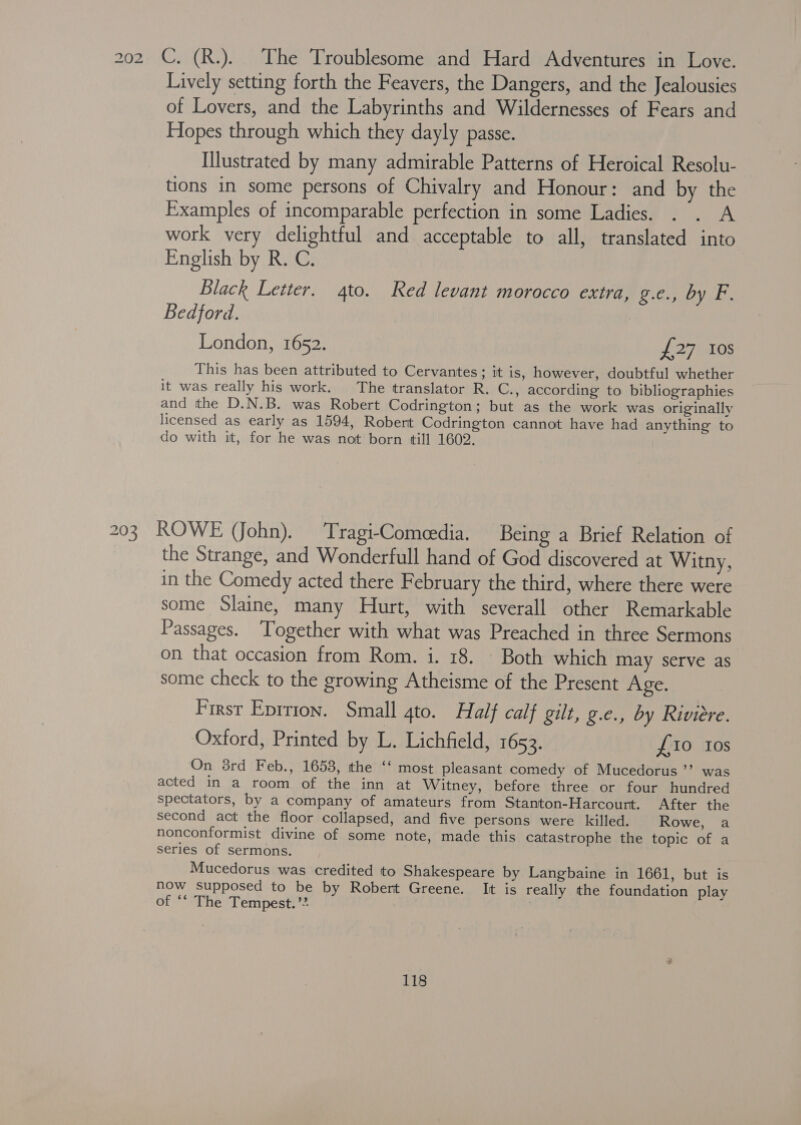 202 C. (R.). The Troublesome and Hard Adventures in Love.
Lively setting forth the Feavers, the Dangers, and the Jealousies
of Lovers, and the Labyrinths and Wildernesses of Fears and
Hopes through which they dayly passe.
Illustrated by many admirable Patterns of Heroical Resolu-
tions in some persons of Chivalry and Honour: and by the
Examples of incomparable perfection in some Ladies. . . A
work very delightful and acceptable to all, translated into
English by R. C.
Black Letter. 4to. Red levant morocco extra, g.e., by F.
Bedford.
London, 1652. £27 10s
This has been attributed to Cervantes; it is, however, doubtful whether
it was really his work. The translator R. C., according to bibliographies
and the D.N.B. was Robert Codrington; but as the work was originally
licensed as early as 1594, Robert Codrington cannot have had anything to
do with it, for he was not born till 1602.
203 ROWE (John). Tragi-Comœdia. Being a Brief Relation of
the Strange, and Wonderfull hand of God discovered at Witny,
in the Comedy acted there February the third, where there were
some Slaine, many Hurt, with severall other Remarkable
Passages. Together with what was Preached in three Sermons
on that occasion from Rom. i. 18. Both which may serve as
some check to the growing Atheisme of the Present Age.
First Edition. Small 4to. Half calf gilt, g.e., by Rivière.
Oxford, Printed by L. Lichfield, 1653. £10 10s
On 3rd Feb., 1653, the “ most pleasant comedy of Mucedorus ” was
acted in a room of the inn at Witney, before three or four hundred
spectators, by a company of amateurs from Stanton-Harcourt. After the
second act the floor collapsed, and five persons were killed. Rowe, a
nonconformist divine of some note, made this catastrophe the topic of a
series of sermons.
Mucedorus was credited to Shakespeare by Langbaine in 1661, but is
now supposed to be by Robert Greene. It is really the foundation play
of “ The Tempest.”
118